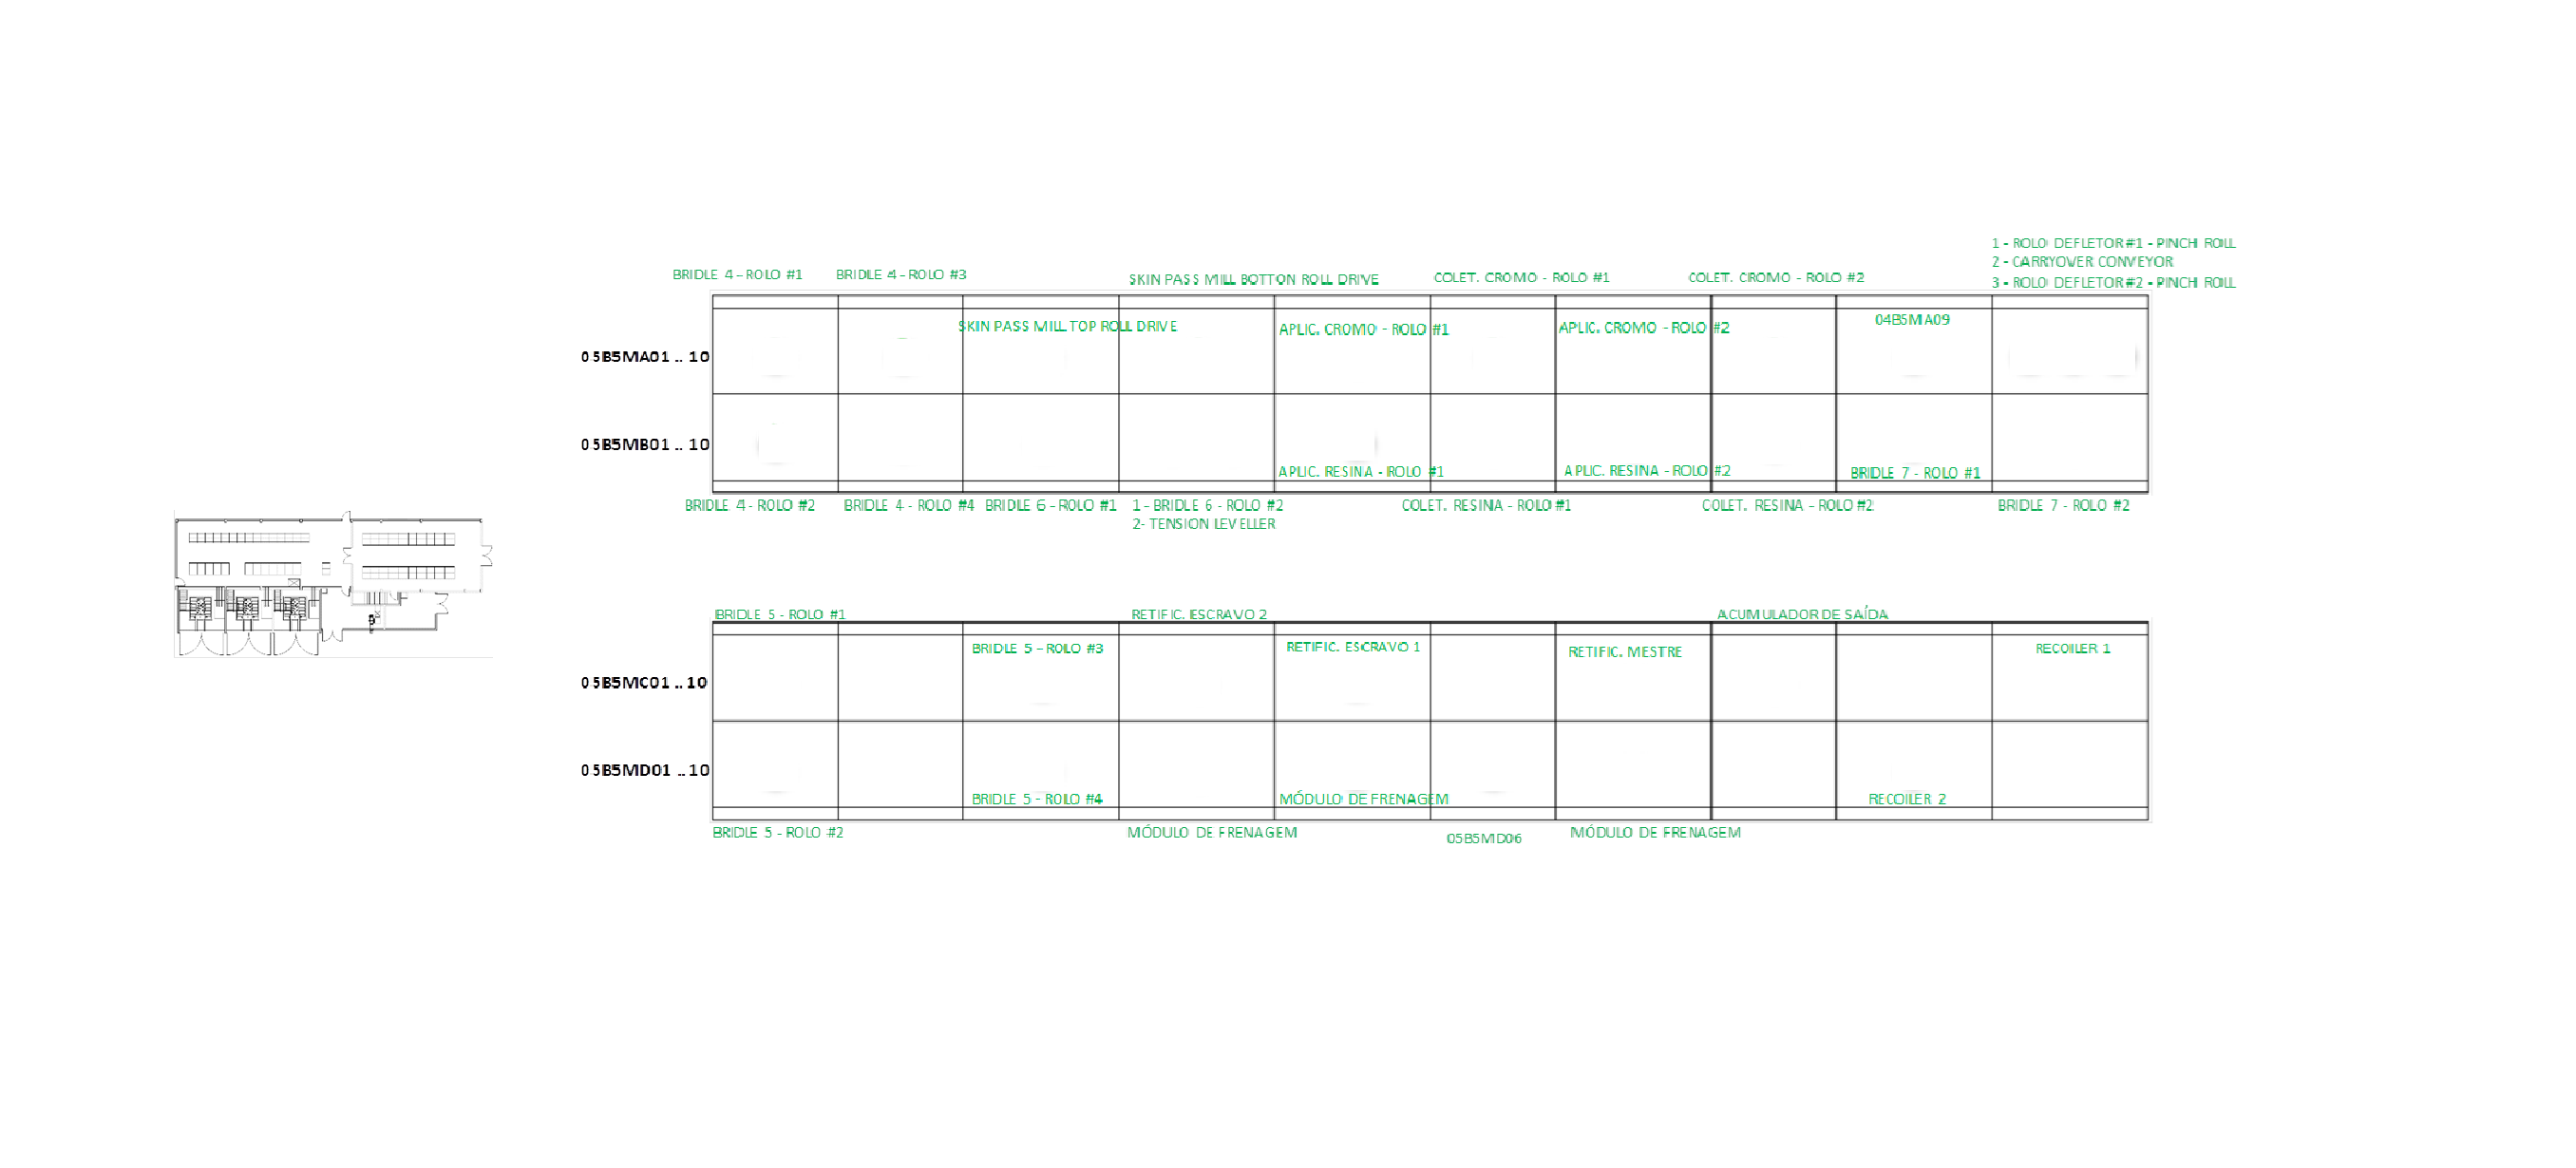 1 - ROLO DEFLETOR #1 - PINCH ROLL
2 - CARRYOVER CONVEYOR
3 - ROLO DEFLETOR #2 - PINCH ROLL
BRIDLE 4 - ROLO #1
BRIDLE 4 - ROLO #3
SKIN PASS MILL BOTTON ROLL DRIVE
COLET. CROMO - ROLO #1
COLET. CROMO - ROLO #2
SKIN PASS MILL TOP ROLL DRIVE
APLIC. CROMO - ROLO #1
APLIC. CROMO - ROLO #2
04B5MA09
05B5MA01 .. 10
05B5MB01 .. 10
APLIC. RESINA - ROLO #1
APLIC. RESINA - ROLO #2
BRIDLE 7 - ROLO #1
BRIDLE 4 - ROLO #2
BRIDLE 4 - ROLO #4
BRIDLE 6 - ROLO #1
1 - BRIDLE 6 - ROLO #2
2- TENSION LEVELLER
COLET. RESINA - ROLO #1
COLET. RESINA - ROLO #2
BRIDLE 7 - ROLO #2
BRIDLE 5 - ROLO #1
RETIFIC. ESCRAVO 2
ACUMULADOR DE SAÍDA
BRIDLE 5 - ROLO #3
RETIFIC. ESCRAVO 1
RETIFIC. MESTRE
RECOILER 1
05B5MC01 .. 10
05B5MD01 .. 10
BRIDLE 5 - ROLO #4
MÓDULO DE FRENAGEM
RECOILER 2
BRIDLE 5 - ROLO #2
MÓDULO DE FRENAGEM
05B5MD06
MÓDULO DE FRENAGEM